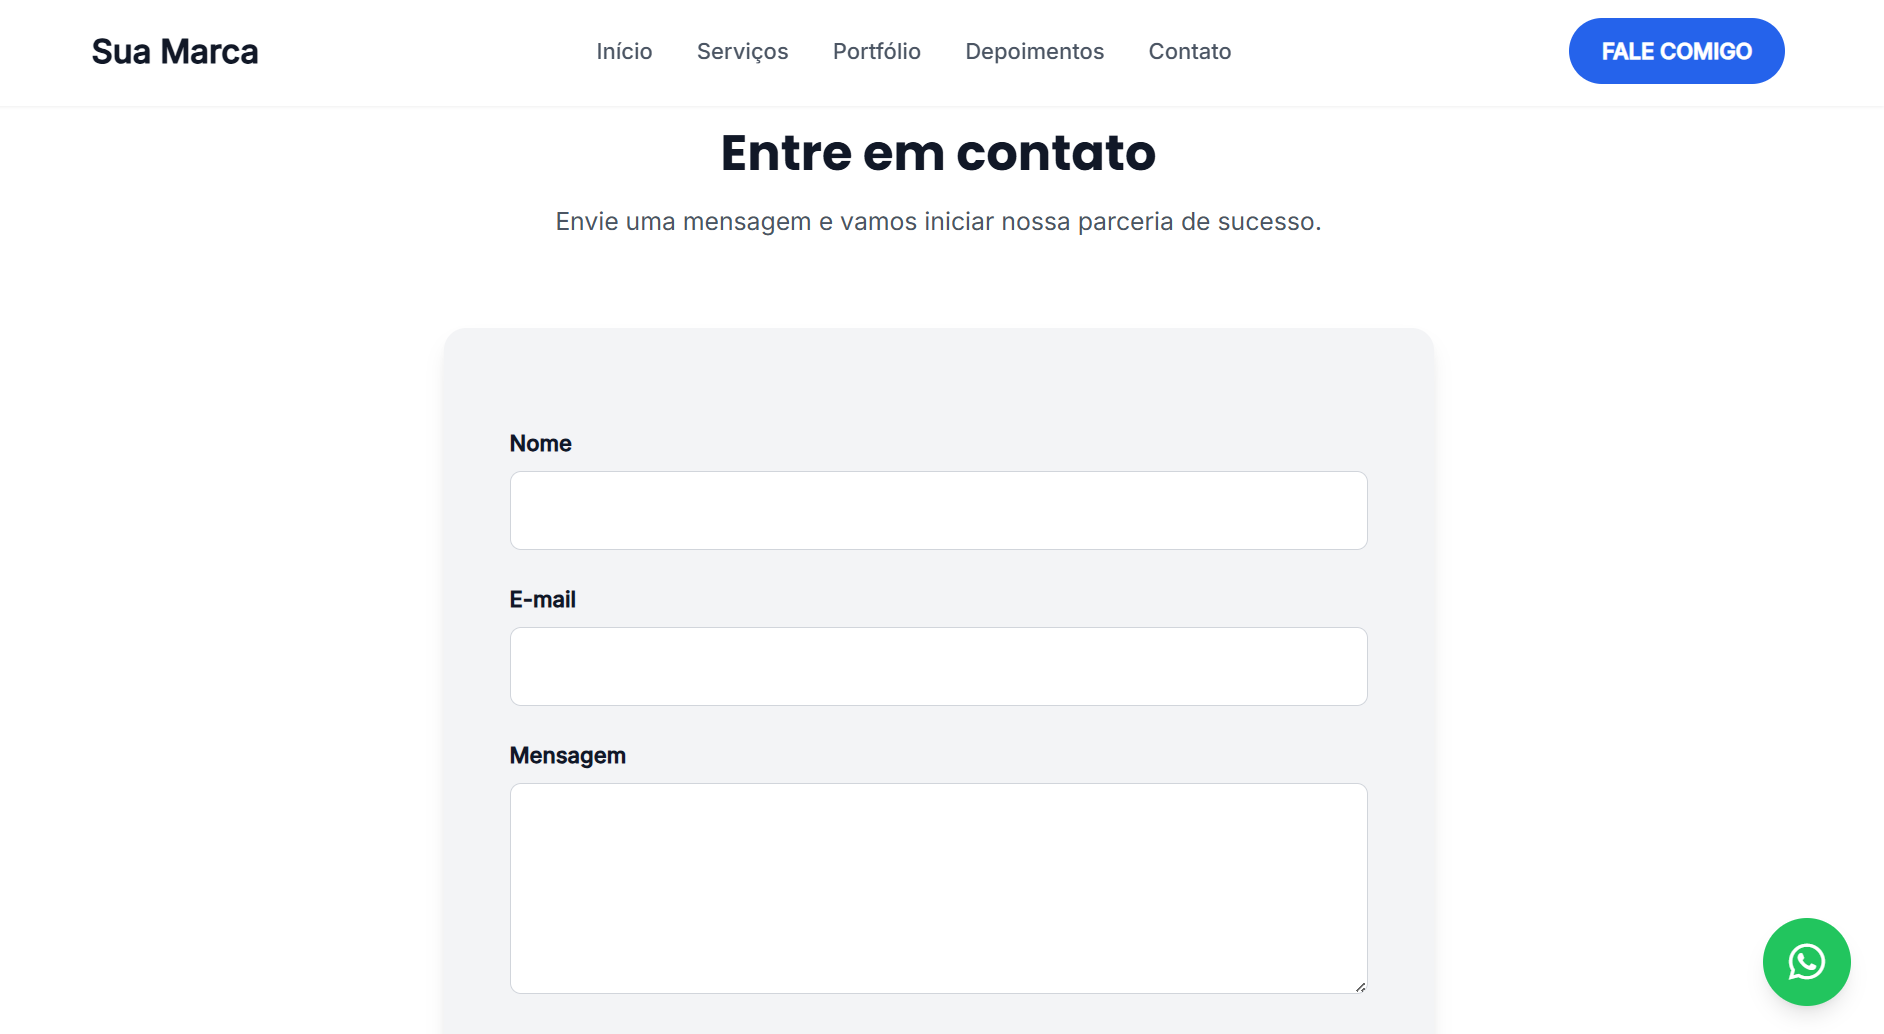 Sua Marca
Início Serviços Portfólio Depoimentos Contato
FALE COMIGO
Entre em contato
Envie uma mensagem e vamos iniciar nossa parceria de sucesso.
Nome
E-mail
Mensagem